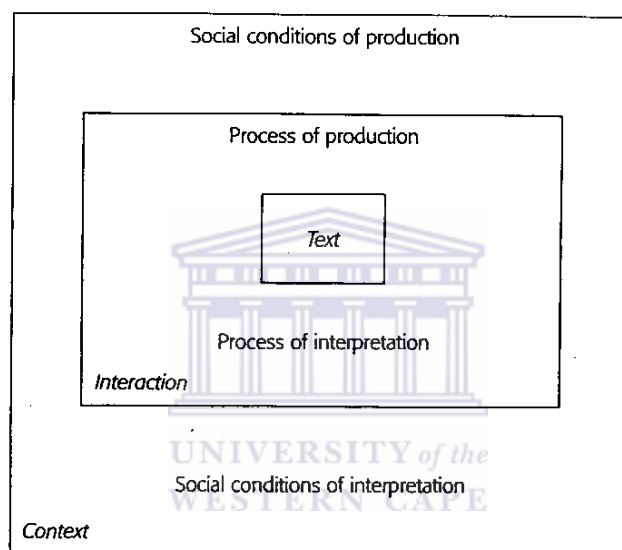 Social conditions of production
Process of production
Text
Process of interpretation
Interaction
UNIVERSITY of the
Social conditions of interpretation
WESTERN CAPE
Context